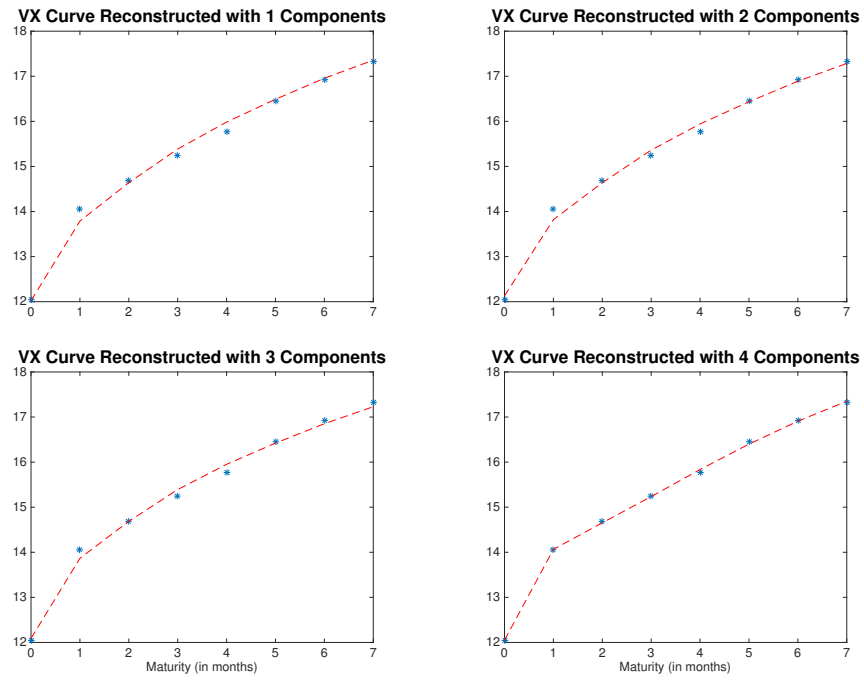 VX Curve Reconstructed with 1 Components
18
17
16
15
14
13
12
0 1 2 3 4 5 6 7
VX Curve Reconstructed with 2 Components
18
17
16
15
14
13
12
0 1 2 3 4 5 6 7
VX Curve Reconstructed with 3 Components
18
17
16
15
14
13
12
0 1 2 3 4 5 6 7
Maturity (in months)
VX Curve Reconstructed with 4 Components
18
17
16
15
14
13
12
0 1 2 3 4 5 6 7
Maturity (in months)